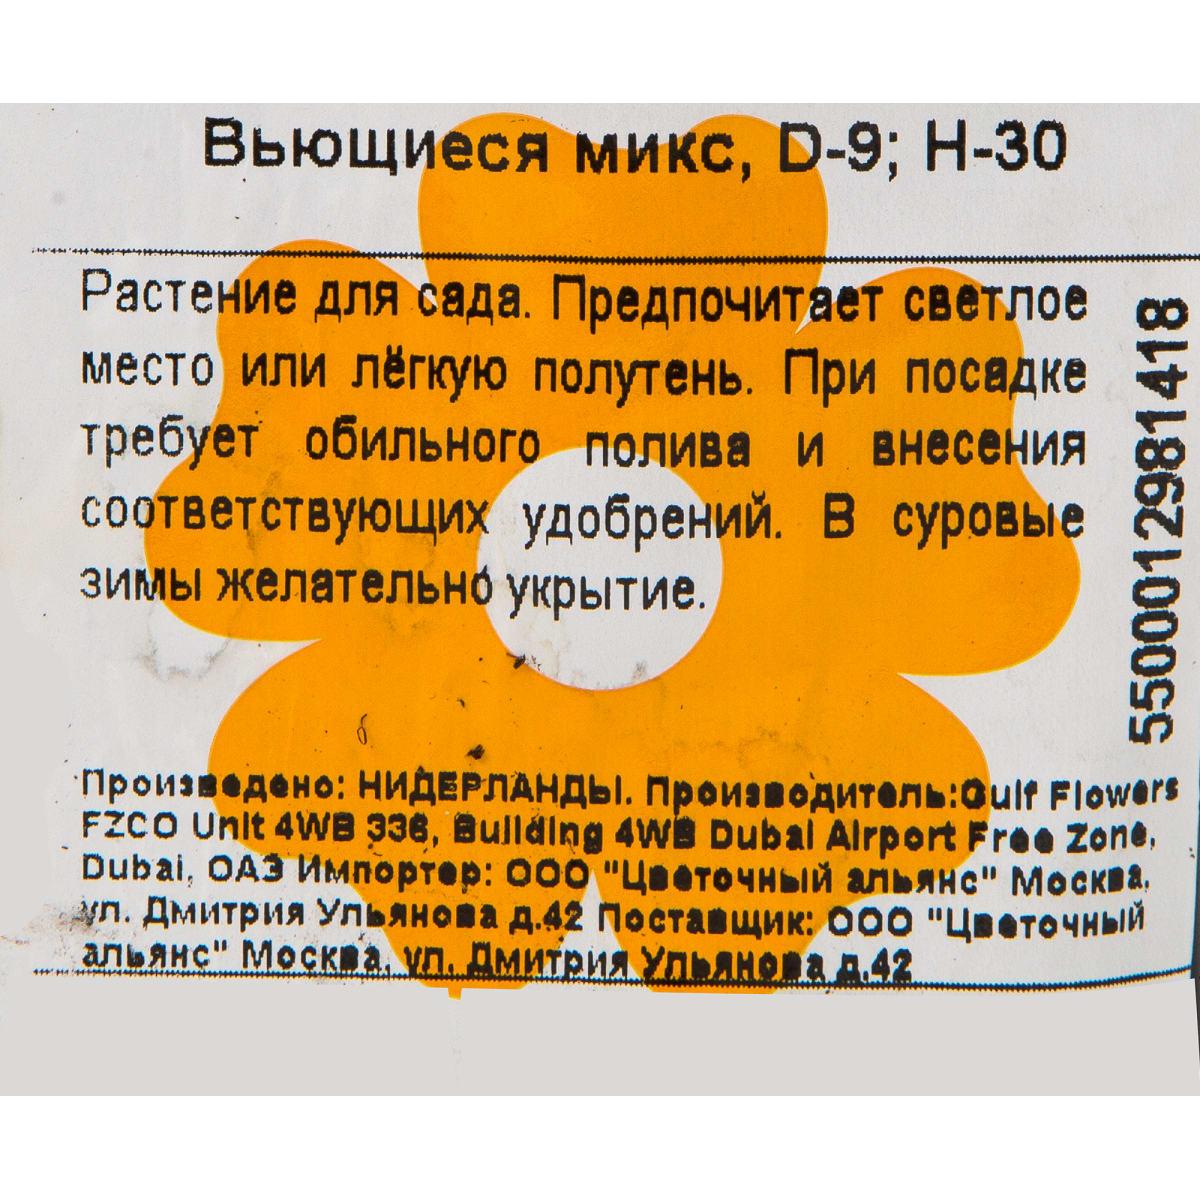 Вьющиеся микс, D-9; H-30
Растение для сада. Предпочитает светлое
место или лёгкую полутень. При посадке
требует обильного полива и внесения
соответствующих удобрений. В суровые
зимы желательно укрытие.
5500012981418
Произведено: НИДЕРЛАНДЫ. Производитель:Gulf Flowers
FZCO Unit 4WB 336, Building 4WB Dubai Airport Free Zone,
Dubai, ОАЭ Импортер: ООО "Цветочный альянс" Москва,
ул. Дмитрия Ульянова д.42 Поставщик: ООО "Цветочный
альянс" Москва, ул. Дмитрия Ульянова д.42